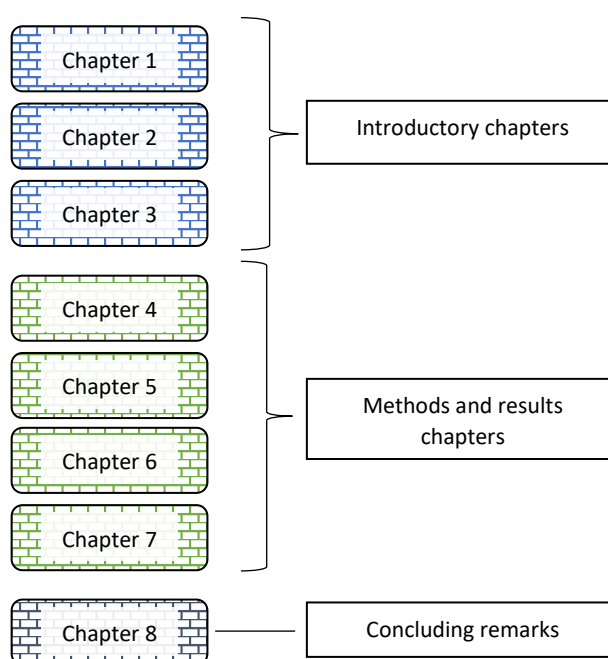 Chapter 1
Chapter 2
Chapter 3
Introductory chapters
Chapter 4
Chapter 5
Chapter 6
Chapter 7
Methods and results
chapters
Chapter 8
Concluding remarks